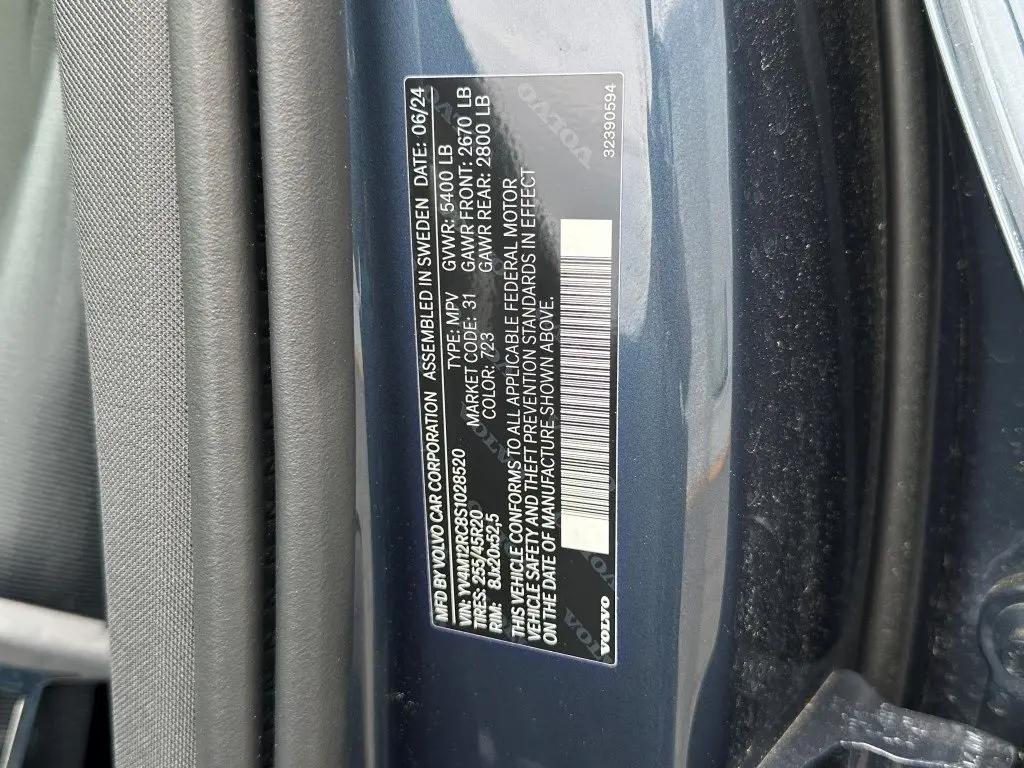 MFD BY VOLVO CAR CORPORATION ASSEMBLED IN SWEDEN DATE: 06/24
VIN: YV4M12RC8S1028520 TYPE: MPV GVWR: 5400 LB
TIRES: 255/45R20 MARKET CODE: 31 GAWR FRONT: 2670 LB
RIM: 8Jx20x52,5 COLOR: 723 GAWR REAR: 2800 LB
THIS VEHICLE CONFORMS TO ALL APPLICABLE FEDERAL MOTOR
VEHICLE SAFETY AND THEFT PREVENTION STANDARDS IN EFFECT
ON THE DATE OF MANUFACTURE SHOWN ABOVE.
VOLVO 32390594